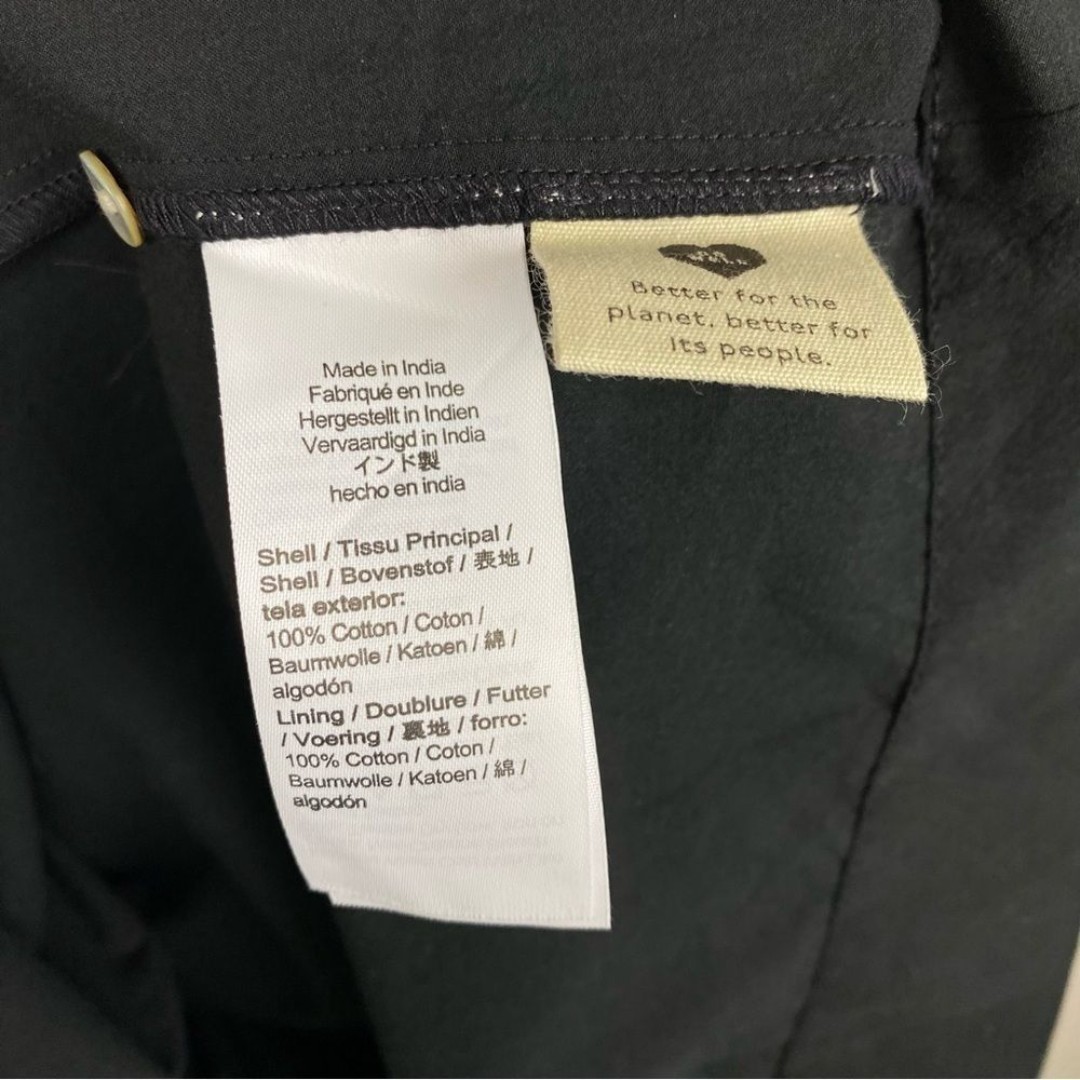 Made in India
Fabriqué en Inde
Hergestellt in Indien
Vervaardigd in India
インド製
hecho en india
Shell / Tissu Principal /
Shell / Bovenstof / 表地 /
tela exterior:
100% Cotton / Coton /
Baumwolle / Katoen / 綿 /
algodón
Lining / Doublure / Futter
/ Voering / 裏地 / forro:
100% Cotton / Coton /
Baumwolle / Katoen / 綿 /
algodón
Better for the
planet, better for
its people.